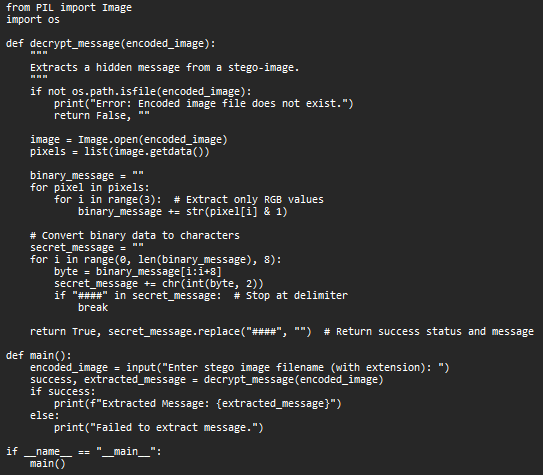 from PIL import Image
import os

def decrypt_message(encoded_image):
    """
    Extracts a hidden message from a stego-image.
    """
    if not os.path.isfile(encoded_image):
        print("Error: Encoded image file does not exist.")
        return False, ""

    image = Image.open(encoded_image)
    pixels = list(image.getdata())

    binary_message = ""
    for pixel in pixels:
        for i in range(3):  # Extract only RGB values
            binary_message += str(pixel[i] & 1)

    # Convert binary data to characters
    secret_message = ""
    for i in range(0, len(binary_message), 8):
        byte = binary_message[i:i+8]
        secret_message += chr(int(byte, 2))
        if "####" in secret_message:  # Stop at delimiter
            break

    return True, secret_message.replace("####", "")  # Return success status and message

def main():
    encoded_image = input("Enter stego image filename (with extension): ")
    success, extracted_message = decrypt_message(encoded_image)
    if success:
        print(f"Extracted Message: {extracted_message}")
    else:
        print("Failed to extract message.")

if __name__ == "__main__":
    main()